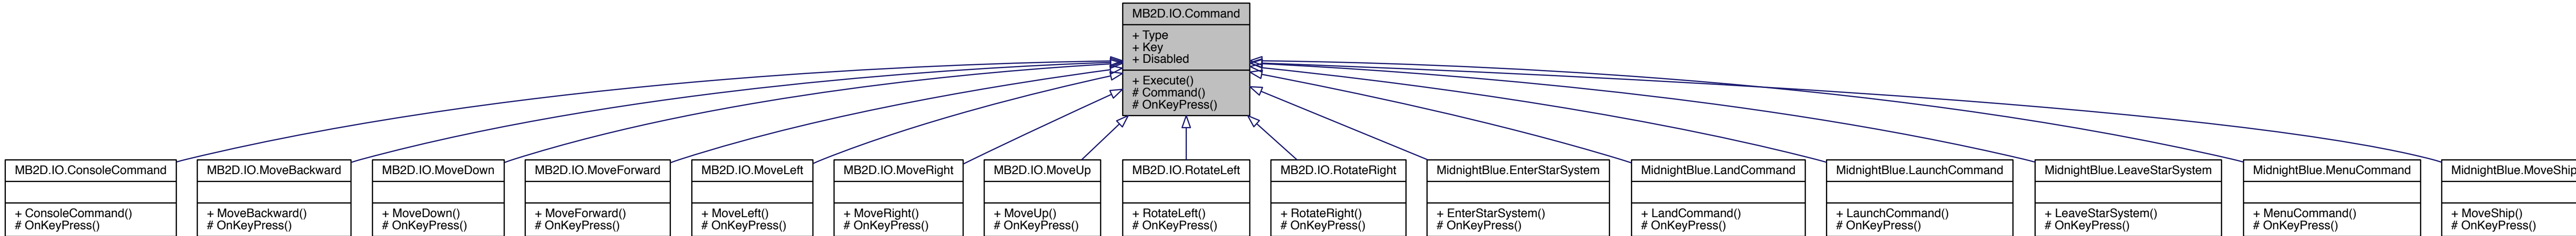 MB2D.IO.Command
+ Type
+ Key
+ Disabled
+ Execute()
# Command()
# OnKeyPress()
MB2D.IO.ConsoleCommand
+ ConsoleCommand()
# OnKeyPress()
MB2D.IO.MoveBackward
+ MoveBackward()
# OnKeyPress()
MB2D.IO.MoveDown
+ MoveDown()
# OnKeyPress()
MB2D.IO.MoveForward
+ MoveForward()
# OnKeyPress()
MB2D.IO.MoveLeft
+ MoveLeft()
# OnKeyPress()
MB2D.IO.MoveRight
+ MoveRight()
# OnKeyPress()
MB2D.IO.MoveUp
+ MoveUp()
# OnKeyPress()
MB2D.IO.RotateLeft
+ RotateLeft()
# OnKeyPress()
MB2D.IO.RotateRight
+ RotateRight()
# OnKeyPress()
MidnightBlue.EnterStarSystem
+ EnterStarSystem()
# OnKeyPress()
MidnightBlue.LandCommand
+ LandCommand()
# OnKeyPress()
MidnightBlue.LaunchCommand
+ LaunchCommand()
# OnKeyPress()
MidnightBlue.LeaveStarSystem
+ LeaveStarSystem()
# OnKeyPress()
MidnightBlue.MenuCommand
+ MenuCommand()
# OnKeyPress()
MidnightBlue.MoveShip
+ MoveShip()
# OnKeyPress()